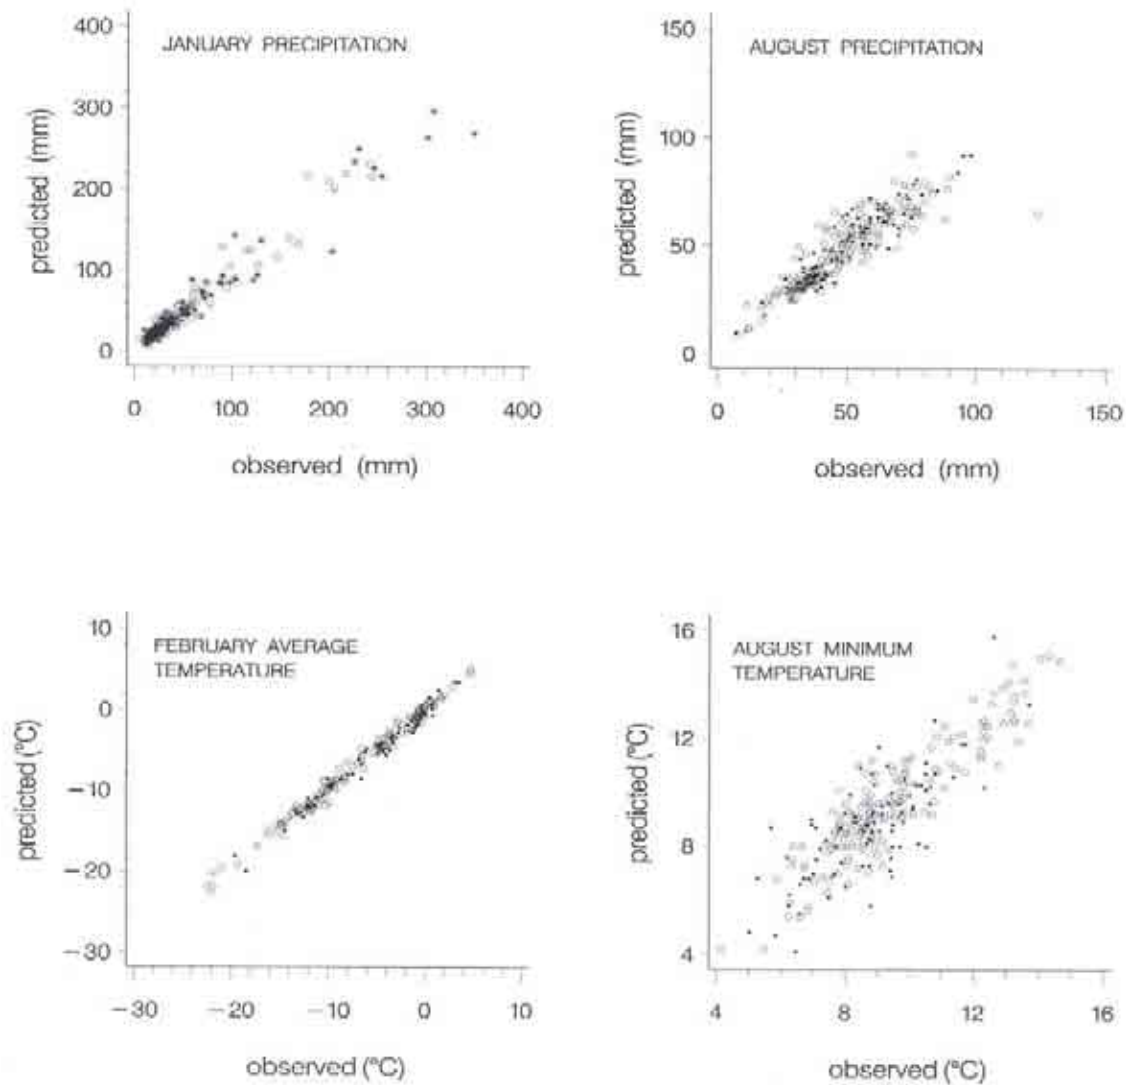 JANUARY PRECIPITATION
400
300
200
100
0
predicted (mm)
0 100 200 300 400
observed (mm)
AUGUST PRECIPITATION
150
100
50
0
predicted (mm)
0 50 100 150
observed (mm)
FEBRUARY AVERAGE
TEMPERATURE
10
0
−10
−20
−30
predicted (°C)
−30 −20 −10 0 10
observed (°C)
AUGUST MINIMUM
TEMPERATURE
16
12
8
4
predicted (°C)
4 8 12 16
observed (°C)